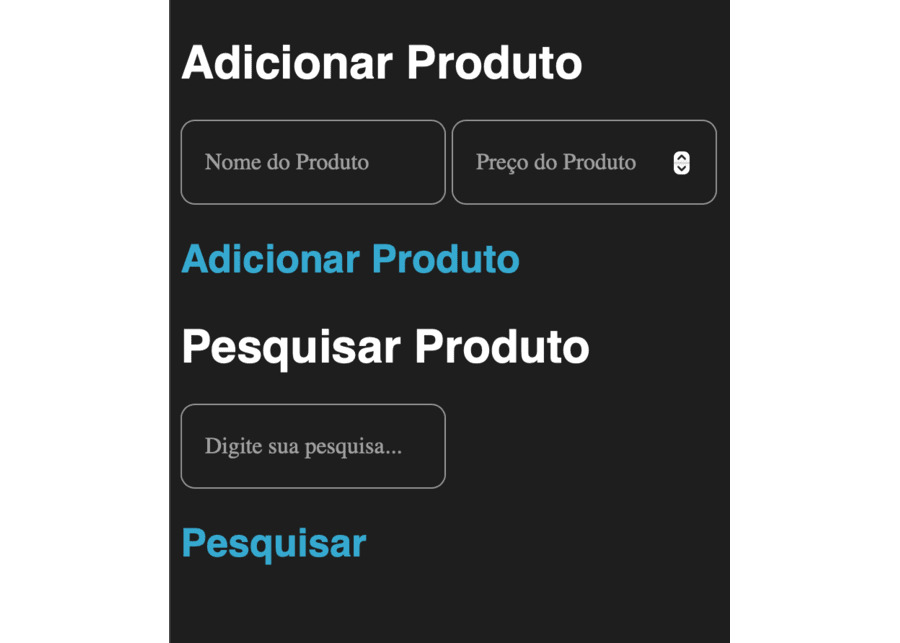 Adicionar Produto
Nome do Produto
Preço do Produto
Adicionar Produto
Pesquisar Produto
Digite sua pesquisa...
Pesquisar